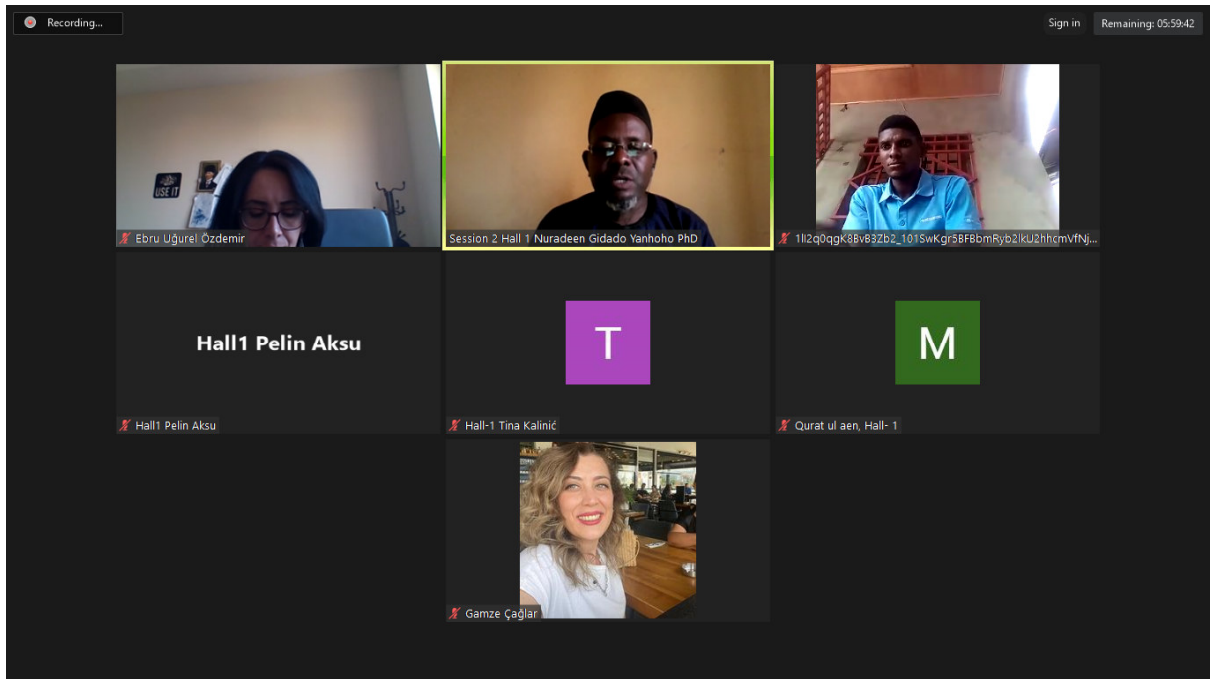 Recording...
Sign in
Remaining: 05:59:42
USE IT
Ebru Uğurel Özdemir
Session 2 Hall 1 Nuradeen Gidado Yanhoho PhD
Hall1 Pelin Aksu
Hall1 Pelin Aksu
T
Hall-1 Tina Kalinić
M
Qurat ul aen, Hall- 1
Gamze Çağlar